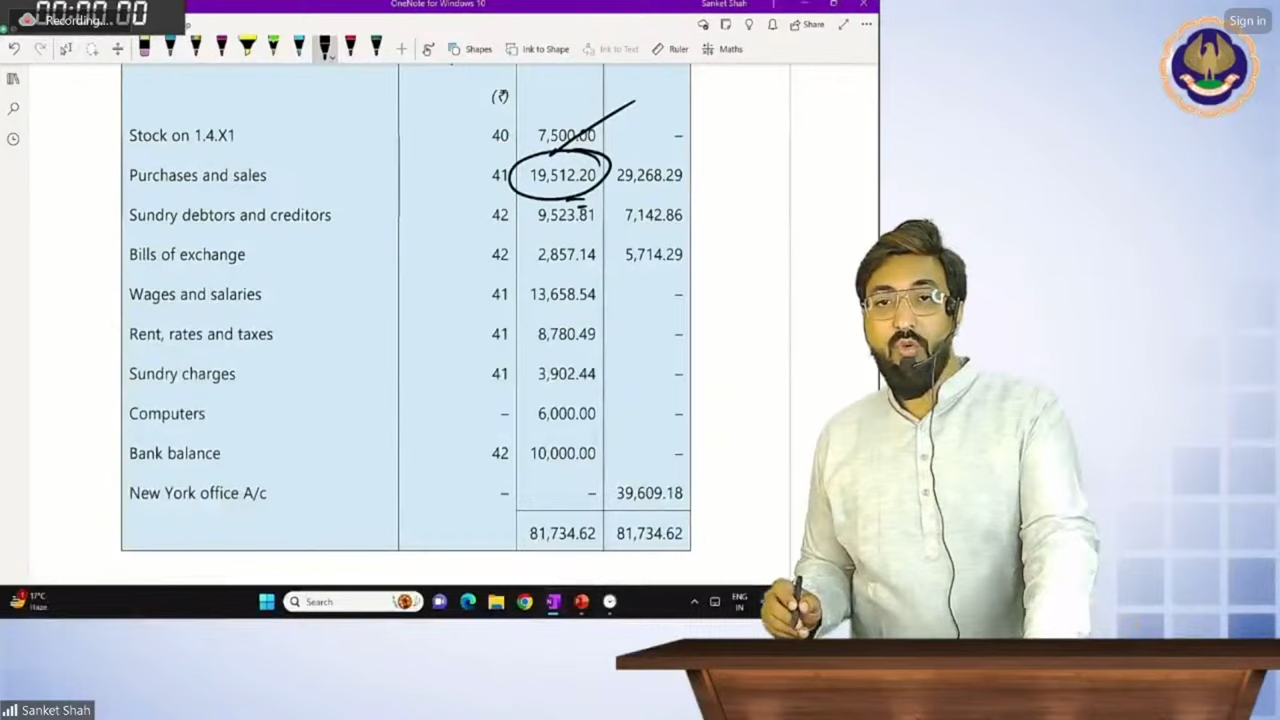 OneNote for Windows 10
Sanket Shah
00:00:00
Recording...
Sign in
Share
Shapes
Ink to Shape
Ink to Text
Ruler
Maths
(₹)
Stock on 1.4.X1 40 7,500.00 –
Purchases and sales 41 19,512.20 29,268.29
Sundry debtors and creditors 42 9,523.81 7,142.86
Bills of exchange 42 2,857.14 5,714.29
Wages and salaries 41 13,658.54 –
Rent, rates and taxes 41 8,780.49 –
Sundry charges 41 3,902.44 –
Computers – 6,000.00 –
Bank balance 42 10,000.00 –
New York office A/c – – 39,609.18
81,734.62 81,734.62
17°C
Haze
Search
ENG
IN
Sanket Shah